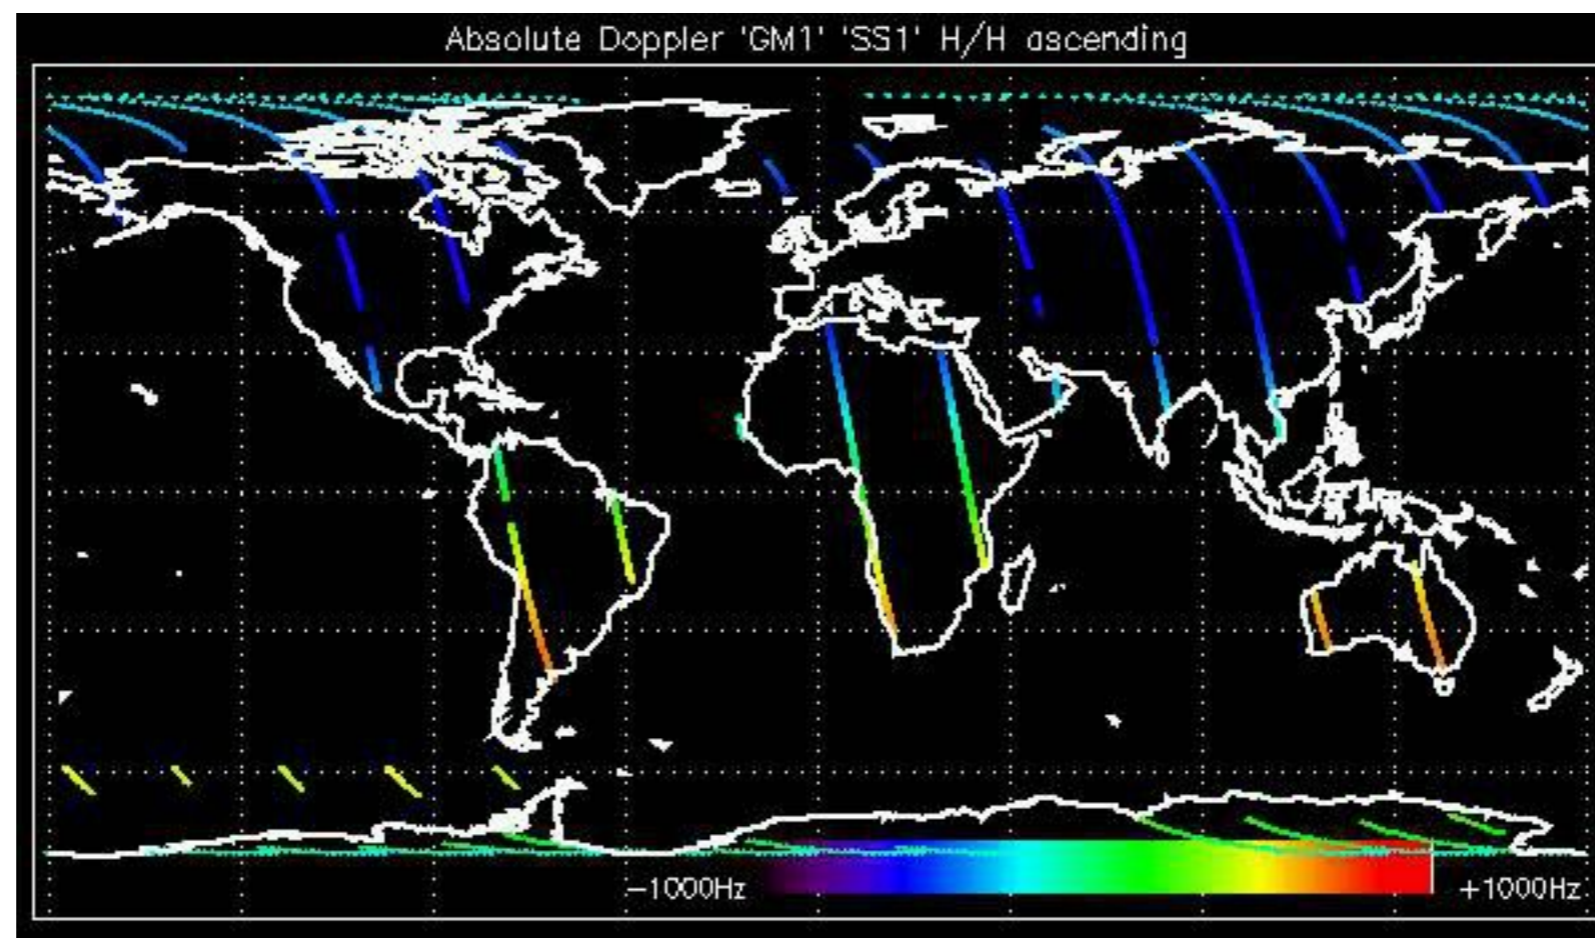 Absolute Doppler 'GM1' 'SS1' H/H ascending
−1000Hz
+1000Hz